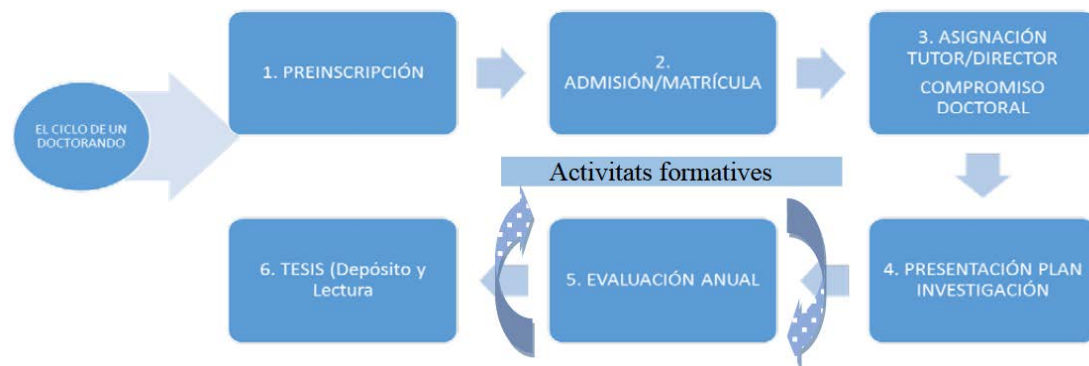 EL CICLO DE UN
DOCTORANDO
1. PREINSCRIPCIÓN
2.
ADMISIÓN/MATRÍCULA
3. ASIGNACIÓN
TUTOR/DIRECTOR
COMPROMISO
DOCTORAL
Activitats formatives
4. PRESENTACIÓN PLAN
INVESTIGACIÓN
5. EVALUACIÓN ANUAL
6. TESIS (Depósito y
Lectura